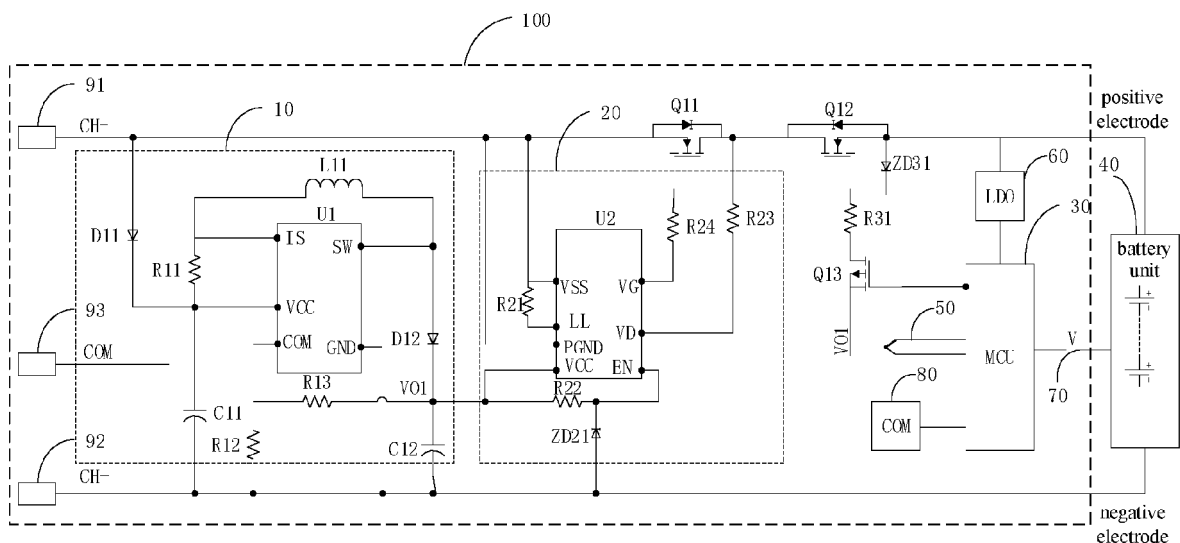 100
91
CH-
10
20
Q11
Q12
positive
electrode
L11
ZD31
60
40
U1
U2
LDO
D11
IS
SW
R24
R23
R31
30
battery
unit
R11
Q13
VSS
VG
R21
VCC
LL
VD
50
93
COM
COM
GND
D12
PGND
VO1
MCU
V
VCC
EN
R13
VO1
R22
80
70
C11
R12
C12
ZD21
COM
92
CH-
negative
electrode